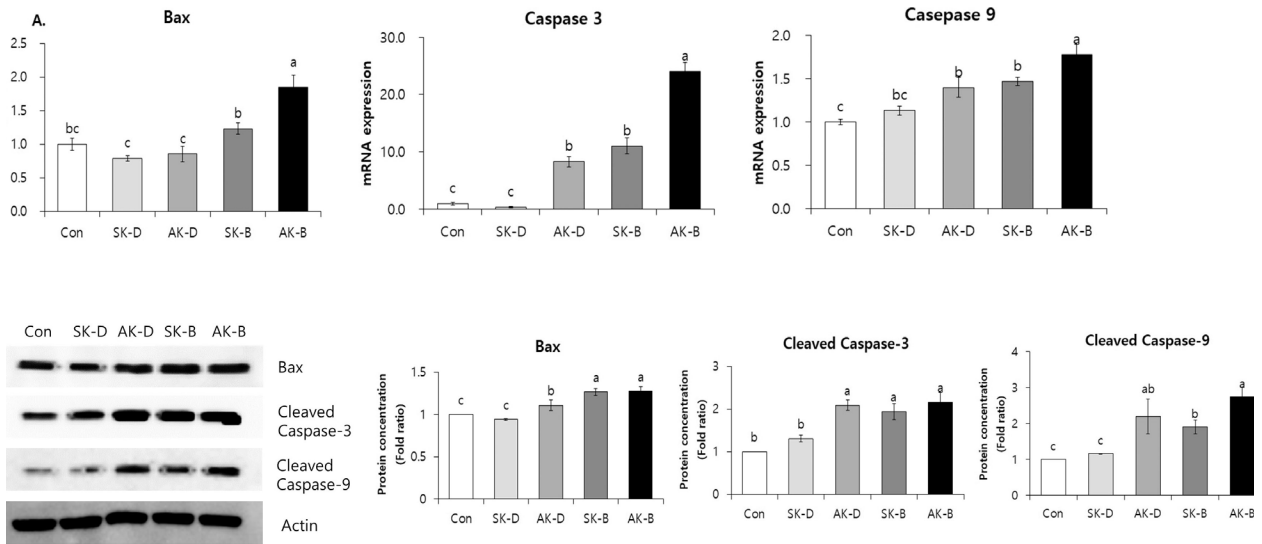 A.
Bax
2.5
2.0
1.5
1.0
0.5
0.0
bc
c
c
b
a
Con SK-D AK-D SK-B AK-B
Caspase 3
mRNA expression
30.0
20.0
10.0
0.0
c
c
b
b
a
Con SK-D AK-D SK-B AK-B
Casepase 9
mRNA expression
2.0
1.5
1.0
0.5
0.0
c
bc
b
b
a
Con SK-D AK-D SK-B AK-B
Con SK-D AK-D SK-B AK-B
Bax
Cleaved
Caspase-3
Cleaved
Caspase-9
Actin
Bax
Protein concentration
(Fold ratio)
1.5
1
0.5
0
c
c
b
a
a
Con SK-D AK-D SK-B AK-B
Cleaved Caspase-3
Protein concentration
(Fold ratio)
3
2
1
0
b
b
a
a
a
Con SK-D AK-D SK-B AK-B
Cleaved Caspase-9
Protein concentration
(Fold ratio)
4
3
2
1
0
c
c
ab
b
a
Con SK-D AK-D SK-B AK-B